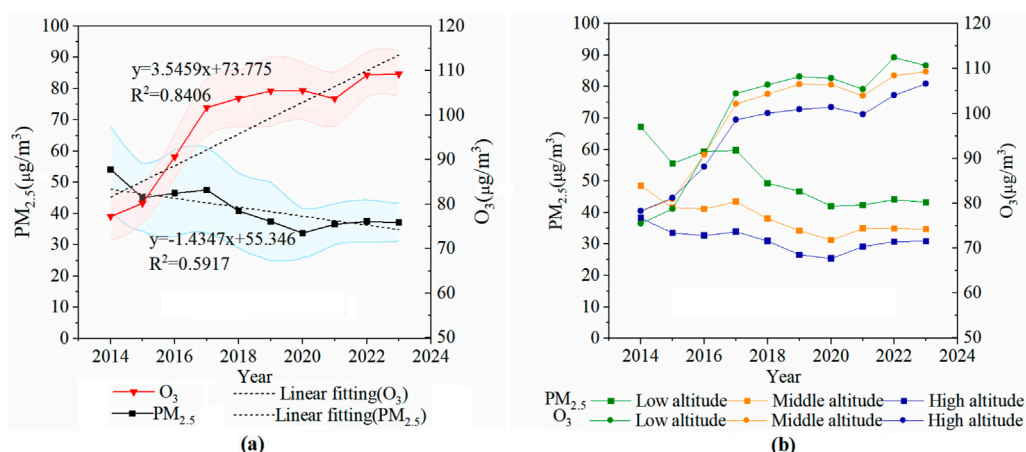 100
90
80
70
60
50
40
30
20
10
0
PM2.5(μg/m³)
120
110
100
90
80
70
60
50
O3(μg/m³)
y=3.5459x+73.775
R²=0.8406
y=-1.4347x+55.346
R²=0.5917
2014 2016 2018 2020 2022 2024
Year
O3 Linear fitting(O3)
PM2.5 Linear fitting(PM2.5)
(a)
100
90
80
70
60
50
40
30
20
10
0
PM2.5(μg/m³)
120
110
100
90
80
70
60
50
O3(μg/m³)
2014 2016 2018 2020 2022 2024
Year
PM2.5 Low altitude Middle altitude High altitude
O3 Low altitude Middle altitude High altitude
(b)